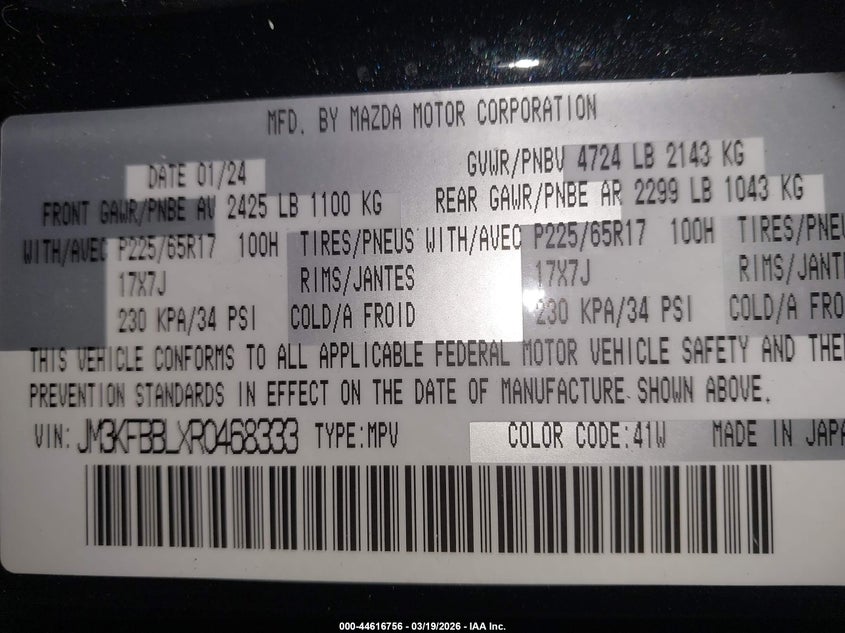 MFD. BY MAZDA MOTOR CORPORATION
DATE 01/24
GVWR/PNBV 4724 LB 2143 KG
FRONT GAWR/PNBE AV 2425 LB 1100 KG
REAR GAWR/PNBE AR 2299 LB 1043 KG
WITH/AVEC P225/65R17 100H TIRES/PNEUS WITH/AVEC P225/65R17 100H TIRES/PNEU
17X7J RIMS/JANTES 17X7J RIMS/JANT
230 KPA/34 PSI COLD/A FROID 230 KPA/34 PSI COLD/A FRO
THIS VEHICLE CONFORMS TO ALL APPLICABLE FEDERAL MOTOR VEHICLE SAFETY AND THE
PREVENTION STANDARDS IN EFFECT ON THE DATE OF MANUFACTURE SHOWN ABOVE.
VIN: JM3KFBBLXR0468333 TYPE:MPV COLOR CODE:41W MADE IN JAPA
000-44616756 - 03/19/2026 - IAA Inc.